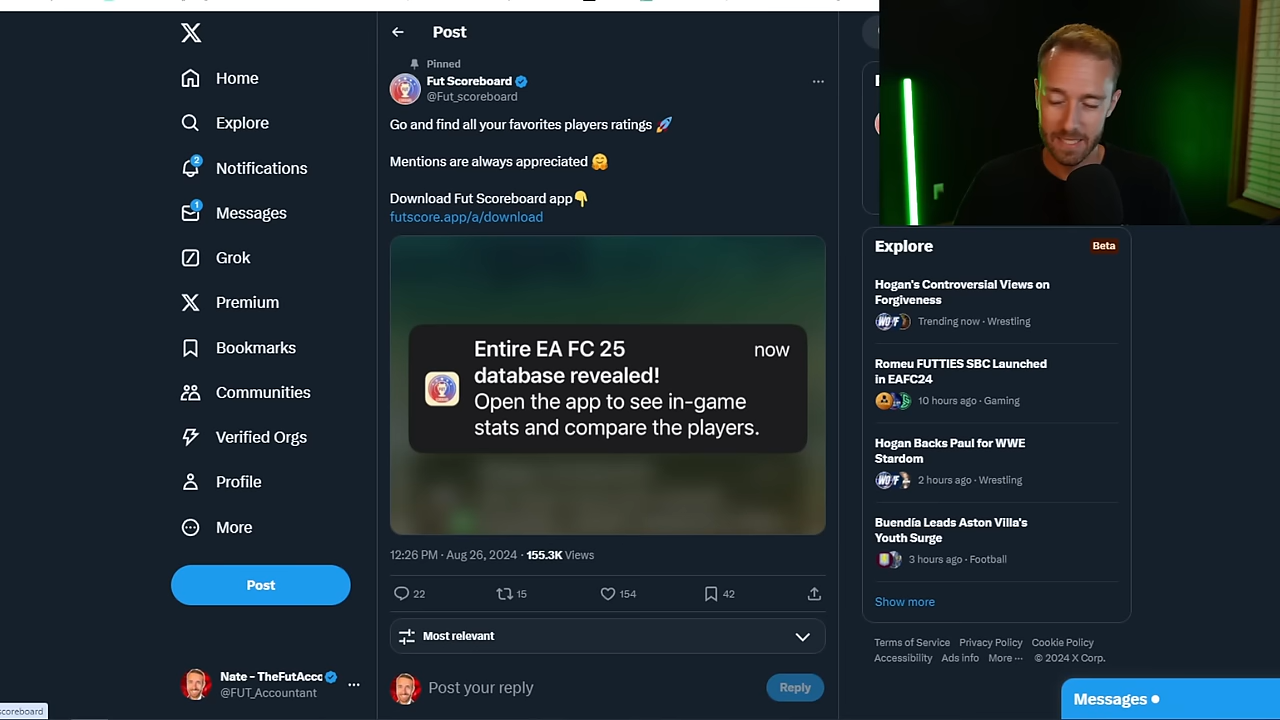 Home
Explore
2
Notifications
1
Messages
Grok
Premium
Bookmarks
Communities
Verified Orgs
Profile
More
Post
Nate - TheFutAccc
@FUT_Accountant
scoreboard
Post
Pinned
Fut Scoreboard
@Fut_scoreboard
Go and find all your favorites players ratings 🚀
Mentions are always appreciated 🤗
Download Fut Scoreboard app👇
futscore.app/a/download
Entire EA FC 25
now
database revealed!
Open the app to see in-game
stats and compare the players.
12:26 PM · Aug 26, 2024 · 155.3K Views
22
15
154
42
Most relevant
Post your reply
Reply
Explore
Beta
Hogan's Controversial Views on
Forgiveness
Trending now · Wrestling
Romeu FUTTIES SBC Launched
in EAFC24
10 hours ago · Gaming
Hogan Backs Paul for WWE
Stardom
2 hours ago · Wrestling
Buendía Leads Aston Villa's
Youth Surge
3 hours ago · Football
Show more
Terms of Service Privacy Policy Cookie Policy
Accessibility Ads info More ··· © 2024 X Corp.
Messages